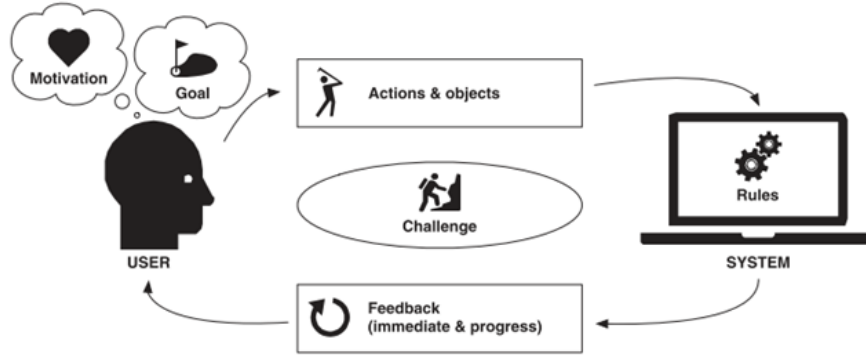 Motivation
Goal
Actions & objects
Rules
Challenge
USER
SYSTEM
Feedback
(immediate & progress)